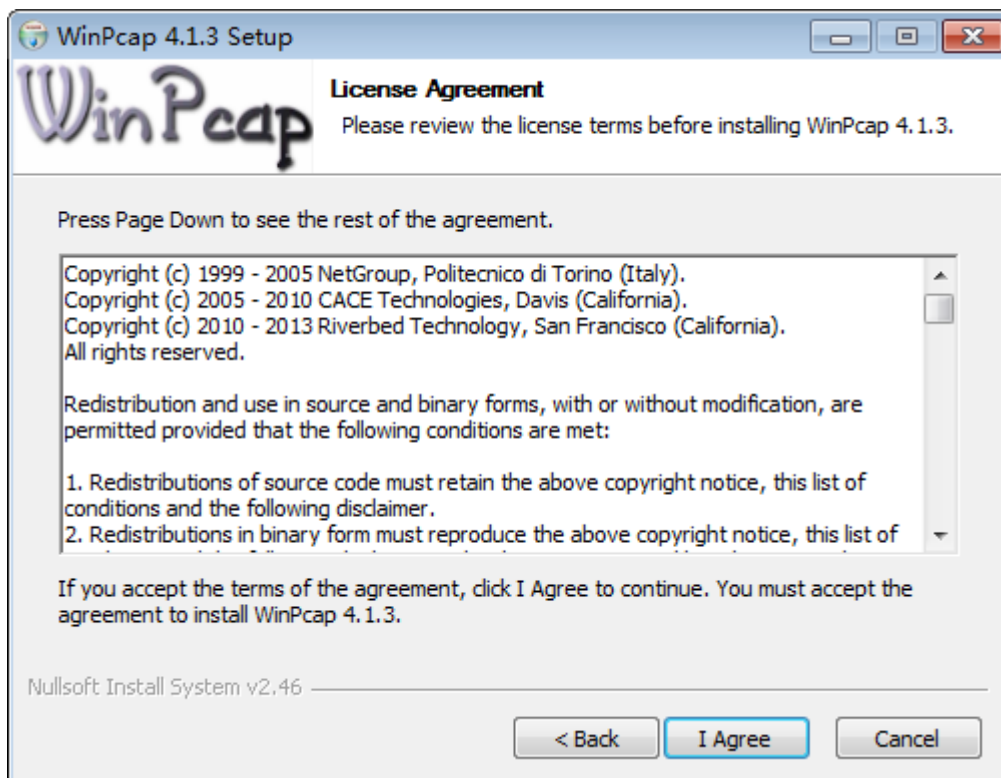 WinPcap 4.1.3 Setup
WinPcap
License Agreement
Please review the license terms before installing WinPcap 4.1.3.
Press Page Down to see the rest of the agreement.
Copyright (c) 1999 - 2005 NetGroup, Politecnico di Torino (Italy).
Copyright (c) 2005 - 2010 CACE Technologies, Davis (California).
Copyright (c) 2010 - 2013 Riverbed Technology, San Francisco (California).
All rights reserved.
Redistribution and use in source and binary forms, with or without modification, are
permitted provided that the following conditions are met:
1. Redistributions of source code must retain the above copyright notice, this list of
conditions and the following disclaimer.
2. Redistributions in binary form must reproduce the above copyright notice, this list of
If you accept the terms of the agreement, click I Agree to continue. You must accept the
agreement to install WinPcap 4.1.3.
Nullsoft Install System v2.46
< Back
I Agree
Cancel